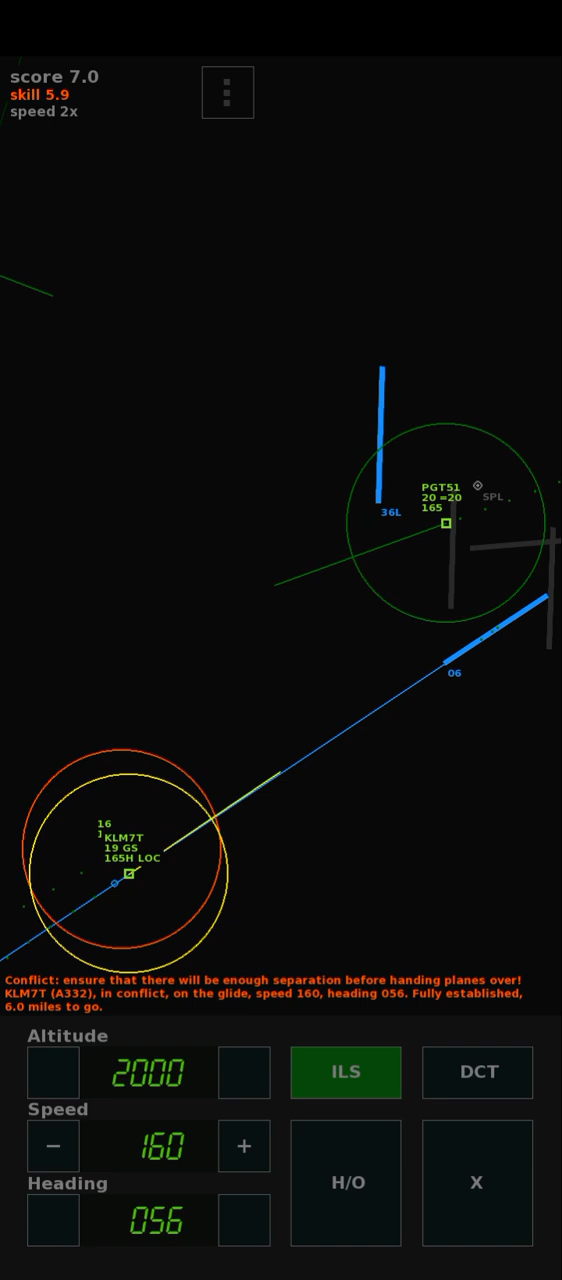 score 7.0
skill 5.9
speed 2x
PGT51
20 =20
165
SPL
36L
06
16
KLM7T
19 GS
165H LOC
Conflict: ensure that there will be enough separation before handing planes over!
KLM7T (A332), in conflict, on the glide, speed 160, heading 056. Fully established,
6.0 miles to go.
Altitude
2000
ILS
DCT
Speed
− 160 +
H/O
X
Heading
056